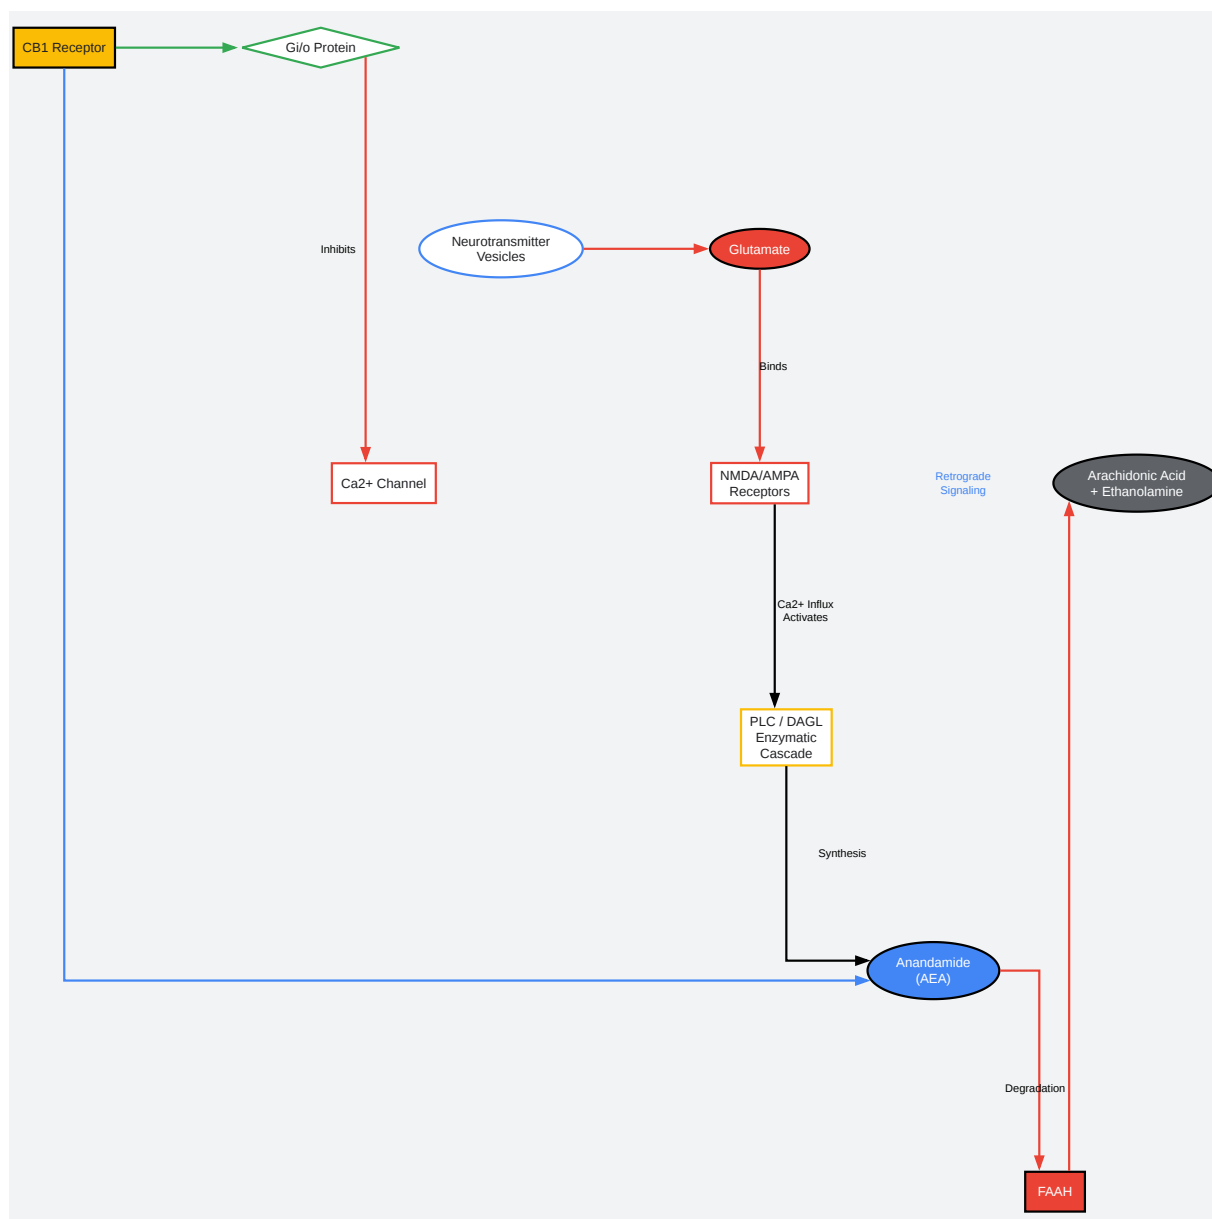 CB1 Receptor
Gi/o Protein
Inhibits
Neurotransmitter
Vesicles
Glutamate
Binds
Ca2+ Channel
NMDA/AMPA
Receptors
Retrograde
Signaling
Arachidonic Acid
+ Ethanolamine
Ca2+ Influx
Activates
PLC / DAGL
Enzymatic
Cascade
Synthesis
Anandamide
(AEA)
Degradation
FAAH